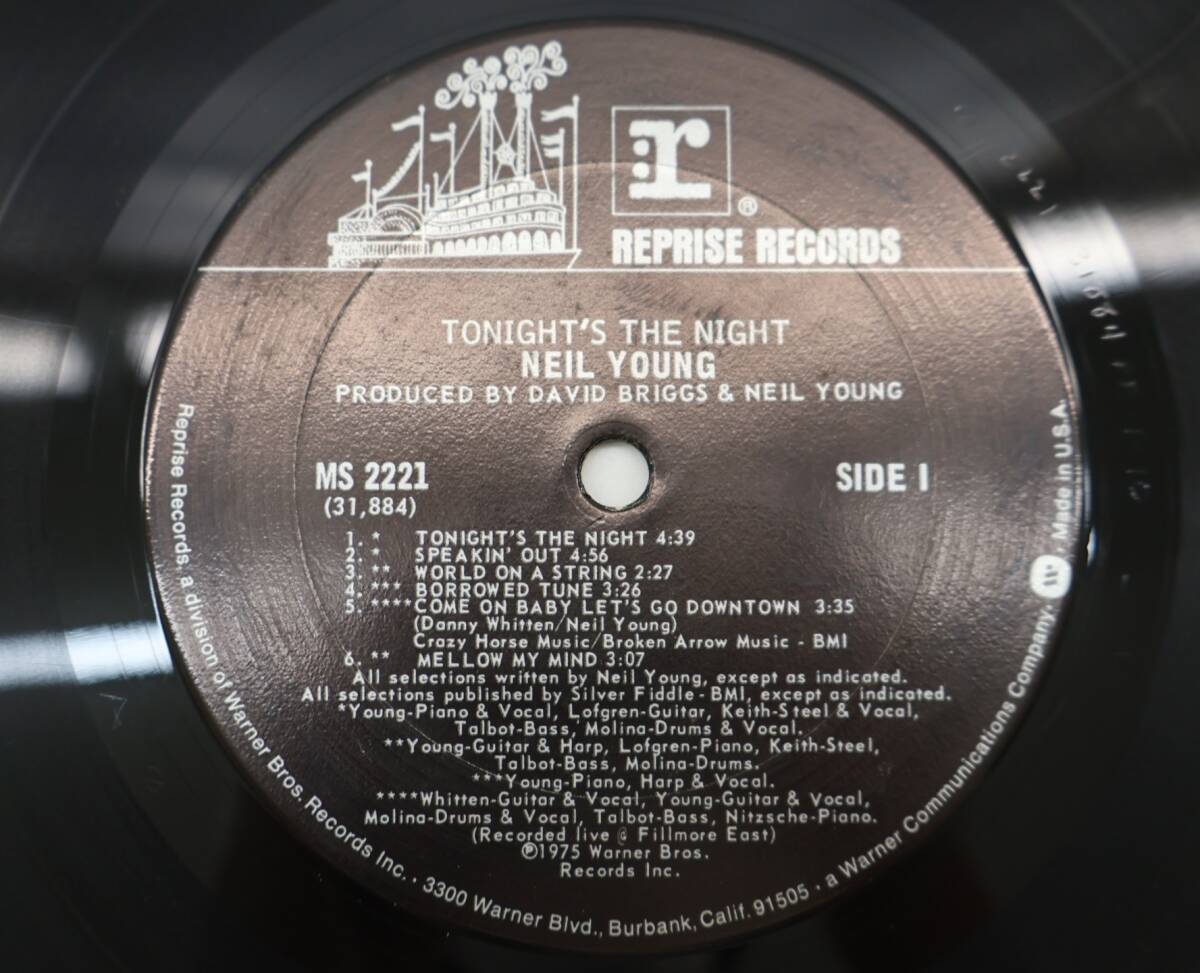 r
®
REPRISE RECORDS
TONIGHT'S THE NIGHT
NEIL YOUNG
PRODUCED BY DAVID BRIGGS & NEIL YOUNG
MS 2221
(31,884)
SIDE 1
1. * TONIGHT'S THE NIGHT 4:39
2. * SPEAKIN' OUT 4:56
3. ** WORLD ON A STRING 2:27
4. *** BORROWED TUNE 3:26
5. **** COME ON BABY LET'S GO DOWNTOWN 3:35
(Danny Whitten/Neil Young)
Crazy Horse Music/Broken Arrow Music - BMI
6. ** MELLOW MY MIND 3:07
All selections written by Neil Young, except as indicated.
All selections published by Silver Fiddle-BMI, except as indicated.
*Young-Piano & Vocal, Lofgren-Guitar, Keith-Steel & Vocal,
Talbot-Bass, Molina-Drums & Vocal.
**Young-Guitar & Harp, Lofgren-Piano, Keith-Steel,
Talbot-Bass, Molina-Drums.
***Young-Piano, Harp & Vocal.
****Whitten-Guitar & Vocal, Young-Guitar & Vocal,
Molina-Drums & Vocal, Talbot-Bass, Nitzsche-Piano.
(Recorded live @ Fillmore East)
℗1975 Warner Bros.
Records Inc.
Reprise Records, a division of Warner Bros. Records Inc. · 3300 Warner Blvd., Burbank, Calif. 91505 · a Warner Communications Company. · Made in U.S.A.